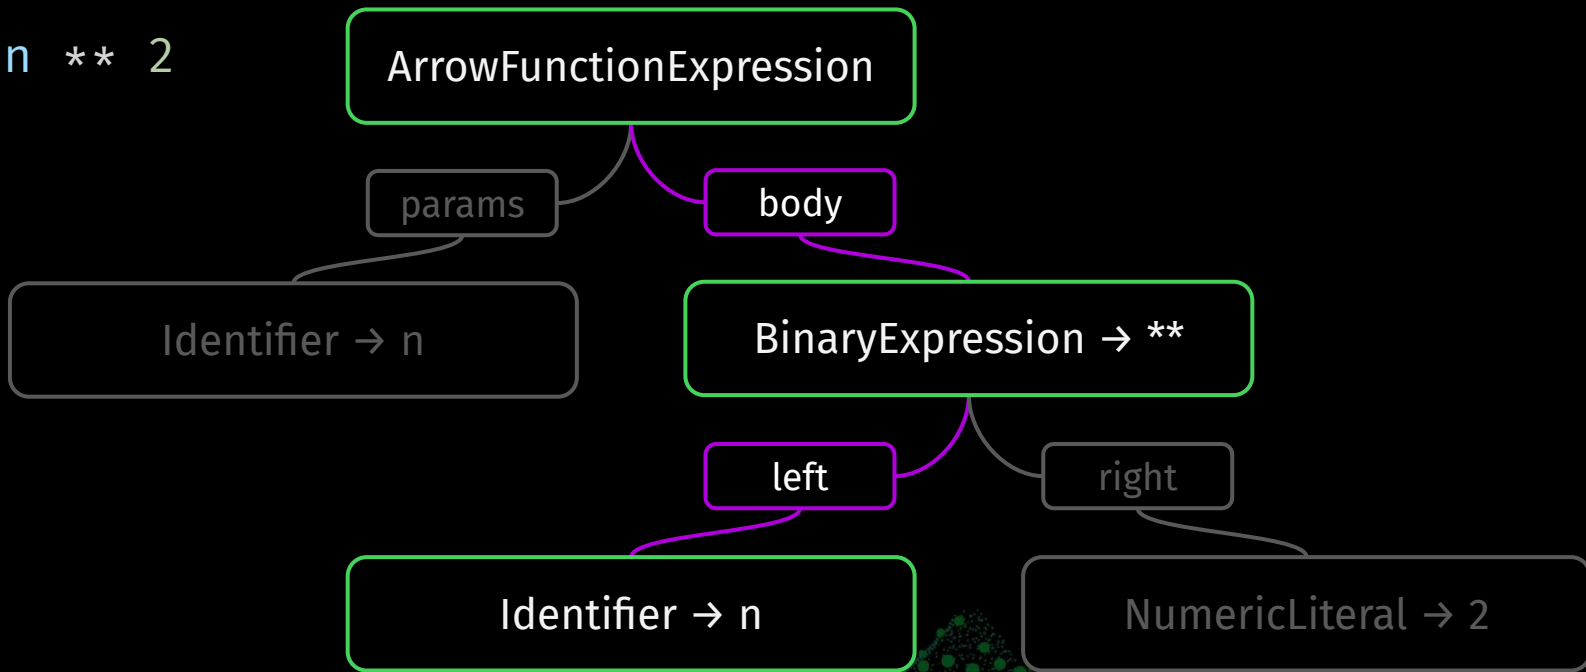 n ** 2
ArrowFunctionExpression
params
body
Identifier → n
BinaryExpression → **
left
right
Identifier → n
NumericLiteral → 2